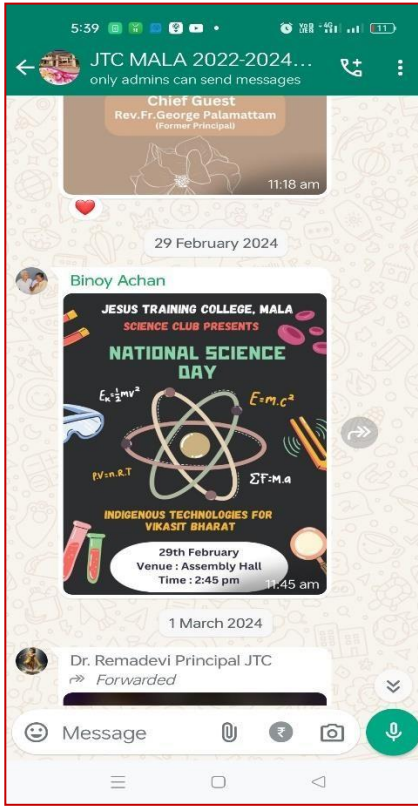 5:39
11
JTC MALA 2022-2024...
only admins can send messages
Chief Guest
Rev.Fr.George Palamattam
(Former Principal)
11:18 am
29 February 2024
Binoy Achan
JESUS TRAINING COLLEGE, MALA
SCIENCE CLUB PRESENTS
NATIONAL SCIENCE
DAY
Eₖ=½mv²
E=m.c²
P.V=n.R.T
ΣF=M.a
INDIGENOUS TECHNOLOGIES FOR
VIKASIT BHARAT
29th February
Venue : Assembly Hall
Time : 2:45 pm
11:45 am
1 March 2024
Dr. Remadevi Principal JTC
Forwarded
Message
₹